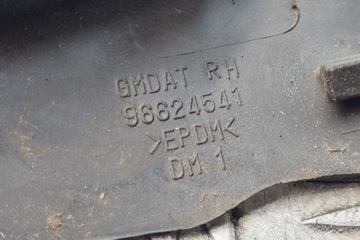 GMDAT RH
96624541
>EPDM<
DM 1